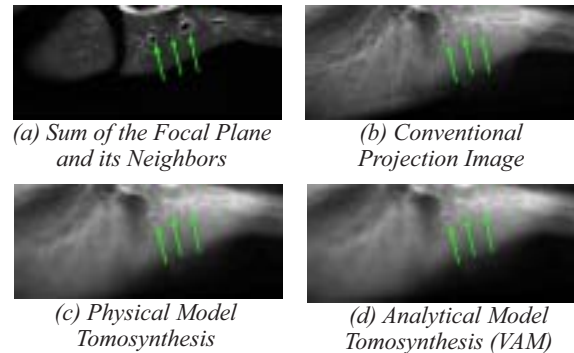 (a) Sum of the Focal Plane
and its Neighbors
(b) Conventional
Projection Image
(c) Physical Model
Tomosynthesis
(d) Analytical Model
Tomosynthesis (VAM)